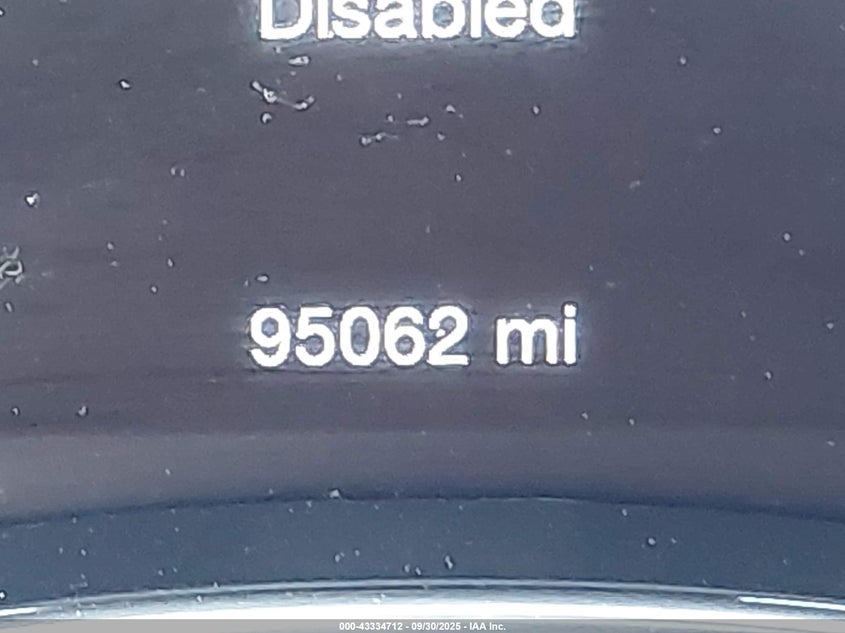 Disabled
95062 mi
000-43334712 - 09/30/2025 - IAA Inc.